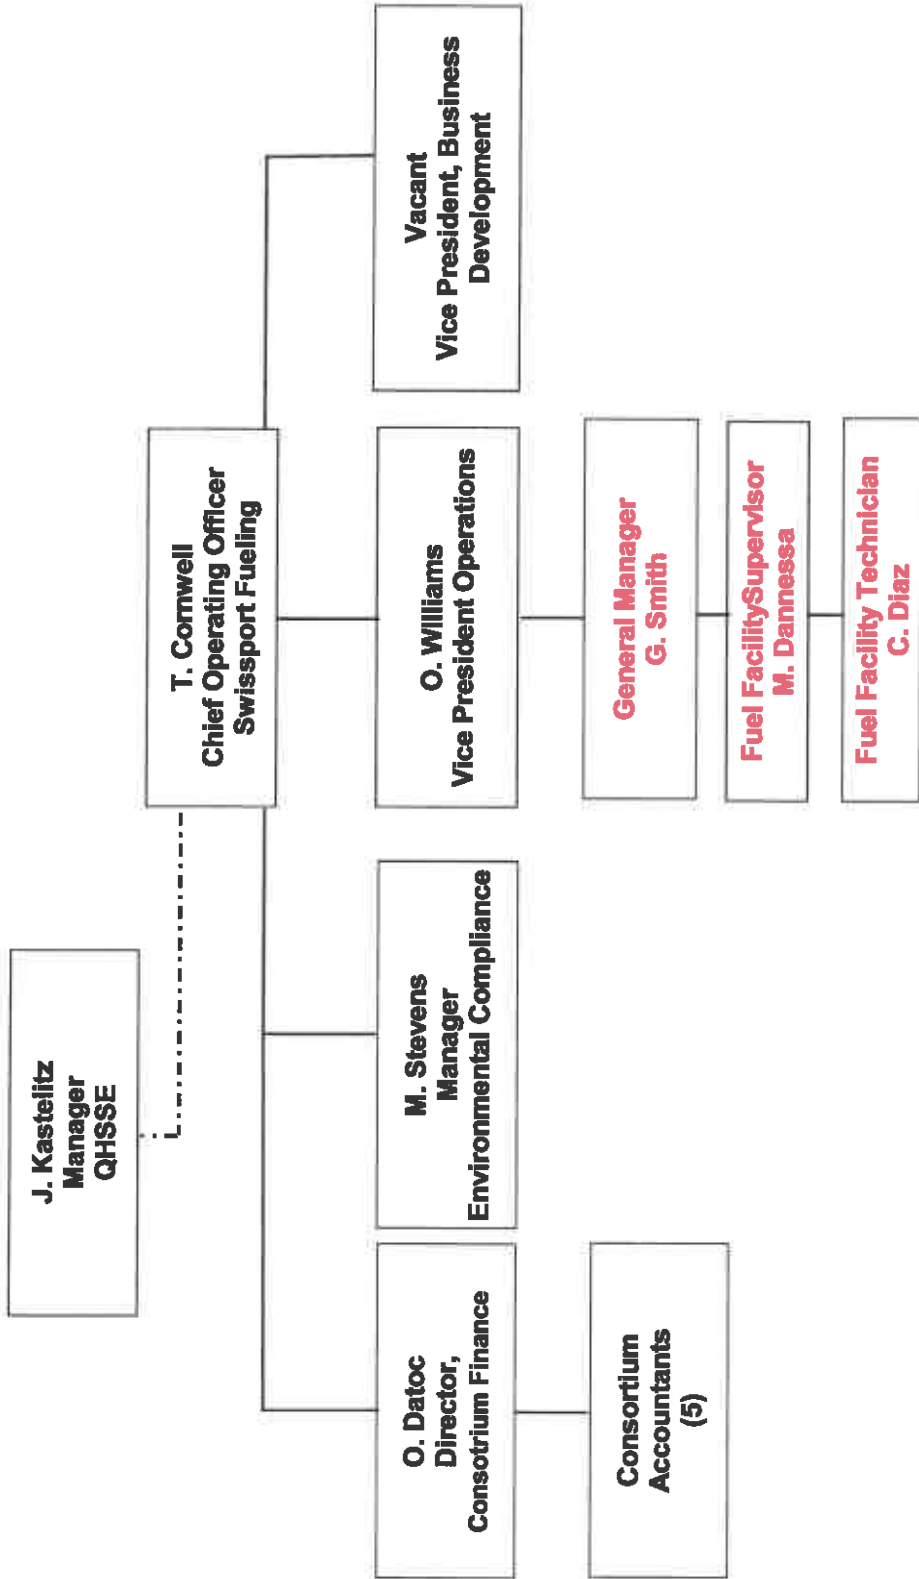 J. Kastelitz
Manager
QHSSE
T. Cornwell
Chief Operating Officer
Swissport Fueling
O. Datoc
Director,
Consotrium Finance
M. Stevens
Manager
Environmental Compliance
O. Williams
Vice President Operations
Vacant
Vice President, Business
Development
Consortium
Accountants
(5)
General Manager
G. Smith
Fuel FacilitySupervisor
M. Dannessa
Fuel Facility Technician
C. Diaz